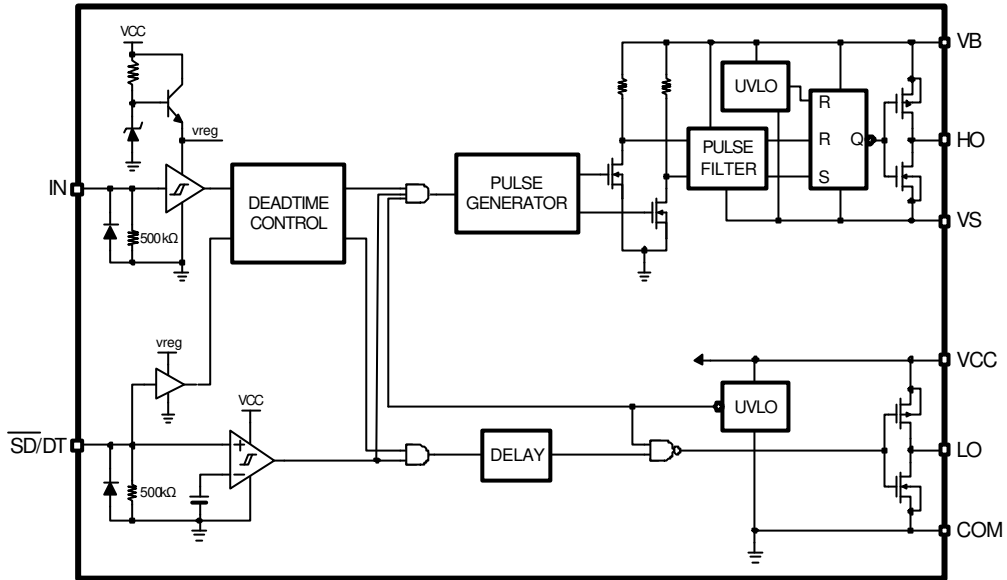 VCC
vreg
IN
500kΩ
DEADTIME
CONTROL
PULSE
GENERATOR
UVLO
PULSE
FILTER
R
R
S
Q
VB
HO
VS
vreg
SD/DT
VCC
500kΩ
DELAY
UVLO
VCC
LO
COM